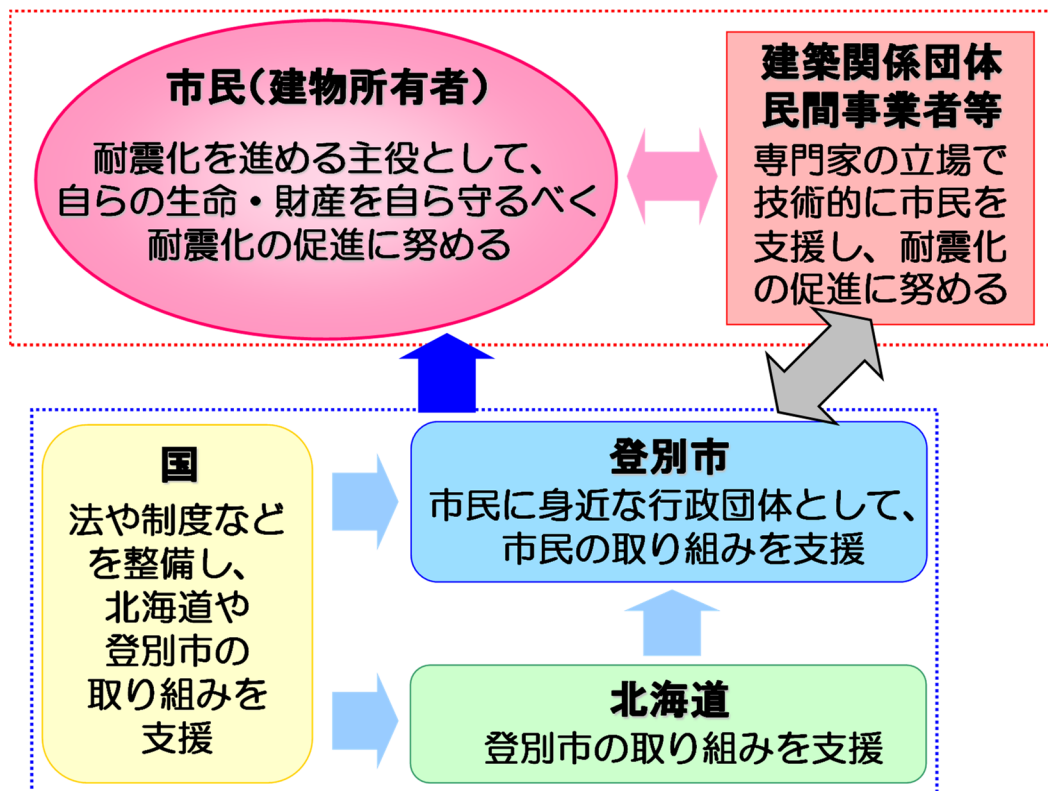 市民(建物所有者)
耐震化を進める主役として、
自らの生命・財産を自ら守るべく
耐震化の促進に努める
建築関係団体
民間事業者等
専門家の立場で
技術的に市民を
支援し、耐震化
の促進に努める
国
法や制度など
を整備し、
北海道や
登別市の
取り組みを
支援
登別市
市民に身近な行政団体として、
市民の取り組みを支援
北海道
登別市の取り組みを支援